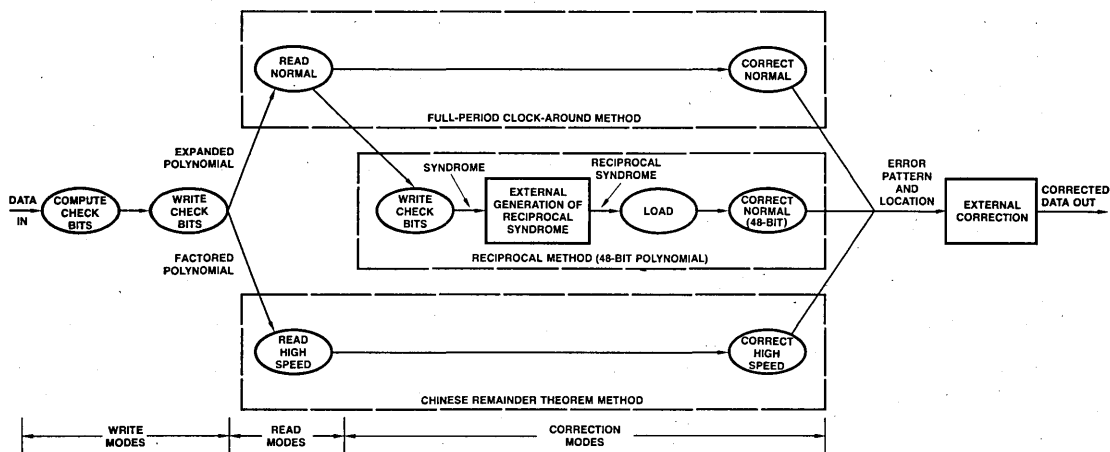 READ
NORMAL
CORRECT
NORMAL
FULL-PERIOD CLOCK-AROUND METHOD
EXPANDED
POLYNOMIAL
DATA
IN
COMPUTE
CHECK
BITS
WRITE
CHECK
BITS
FACTORED
POLYNOMIAL
SYNDROME
RECIPROCAL
SYNDROME
WRITE
CHECK
BITS
EXTERNAL
GENERATION OF
RECIPROCAL
SYNDROME
LOAD
CORRECT
NORMAL
(48-BIT)
RECIPROCAL METHOD (48-BIT POLYNOMIAL)
ERROR
PATTERN
AND
LOCATION
EXTERNAL
CORRECTION
CORRECTED
DATA OUT
READ
HIGH
SPEED
CORRECT
HIGH
SPEED
CHINESE REMAINDER THEOREM METHOD
WRITE
MODES
READ
MODES
CORRECTION
MODES